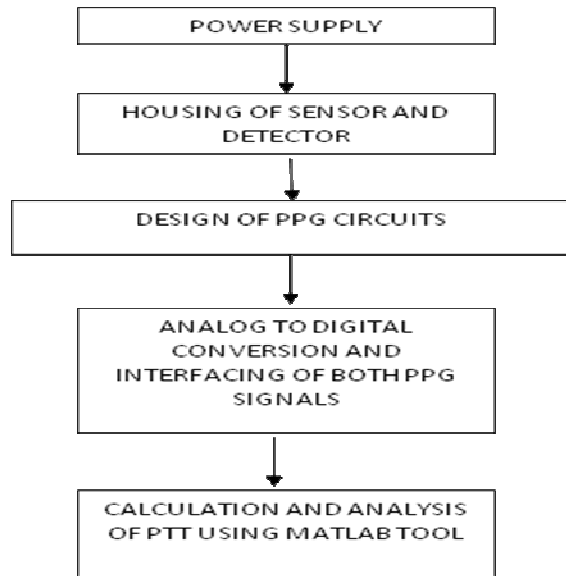 POWER SUPPLY
HOUSING OF SENSOR AND
DETECTOR
DESIGN OF PPG CIRCUITS
ANALOG TO DIGITAL
CONVERSION AND
INTERFACING OF BOTH PPG
SIGNALS
CALCULATION AND ANALYSIS
OF PTT USING MATLAB TOOL